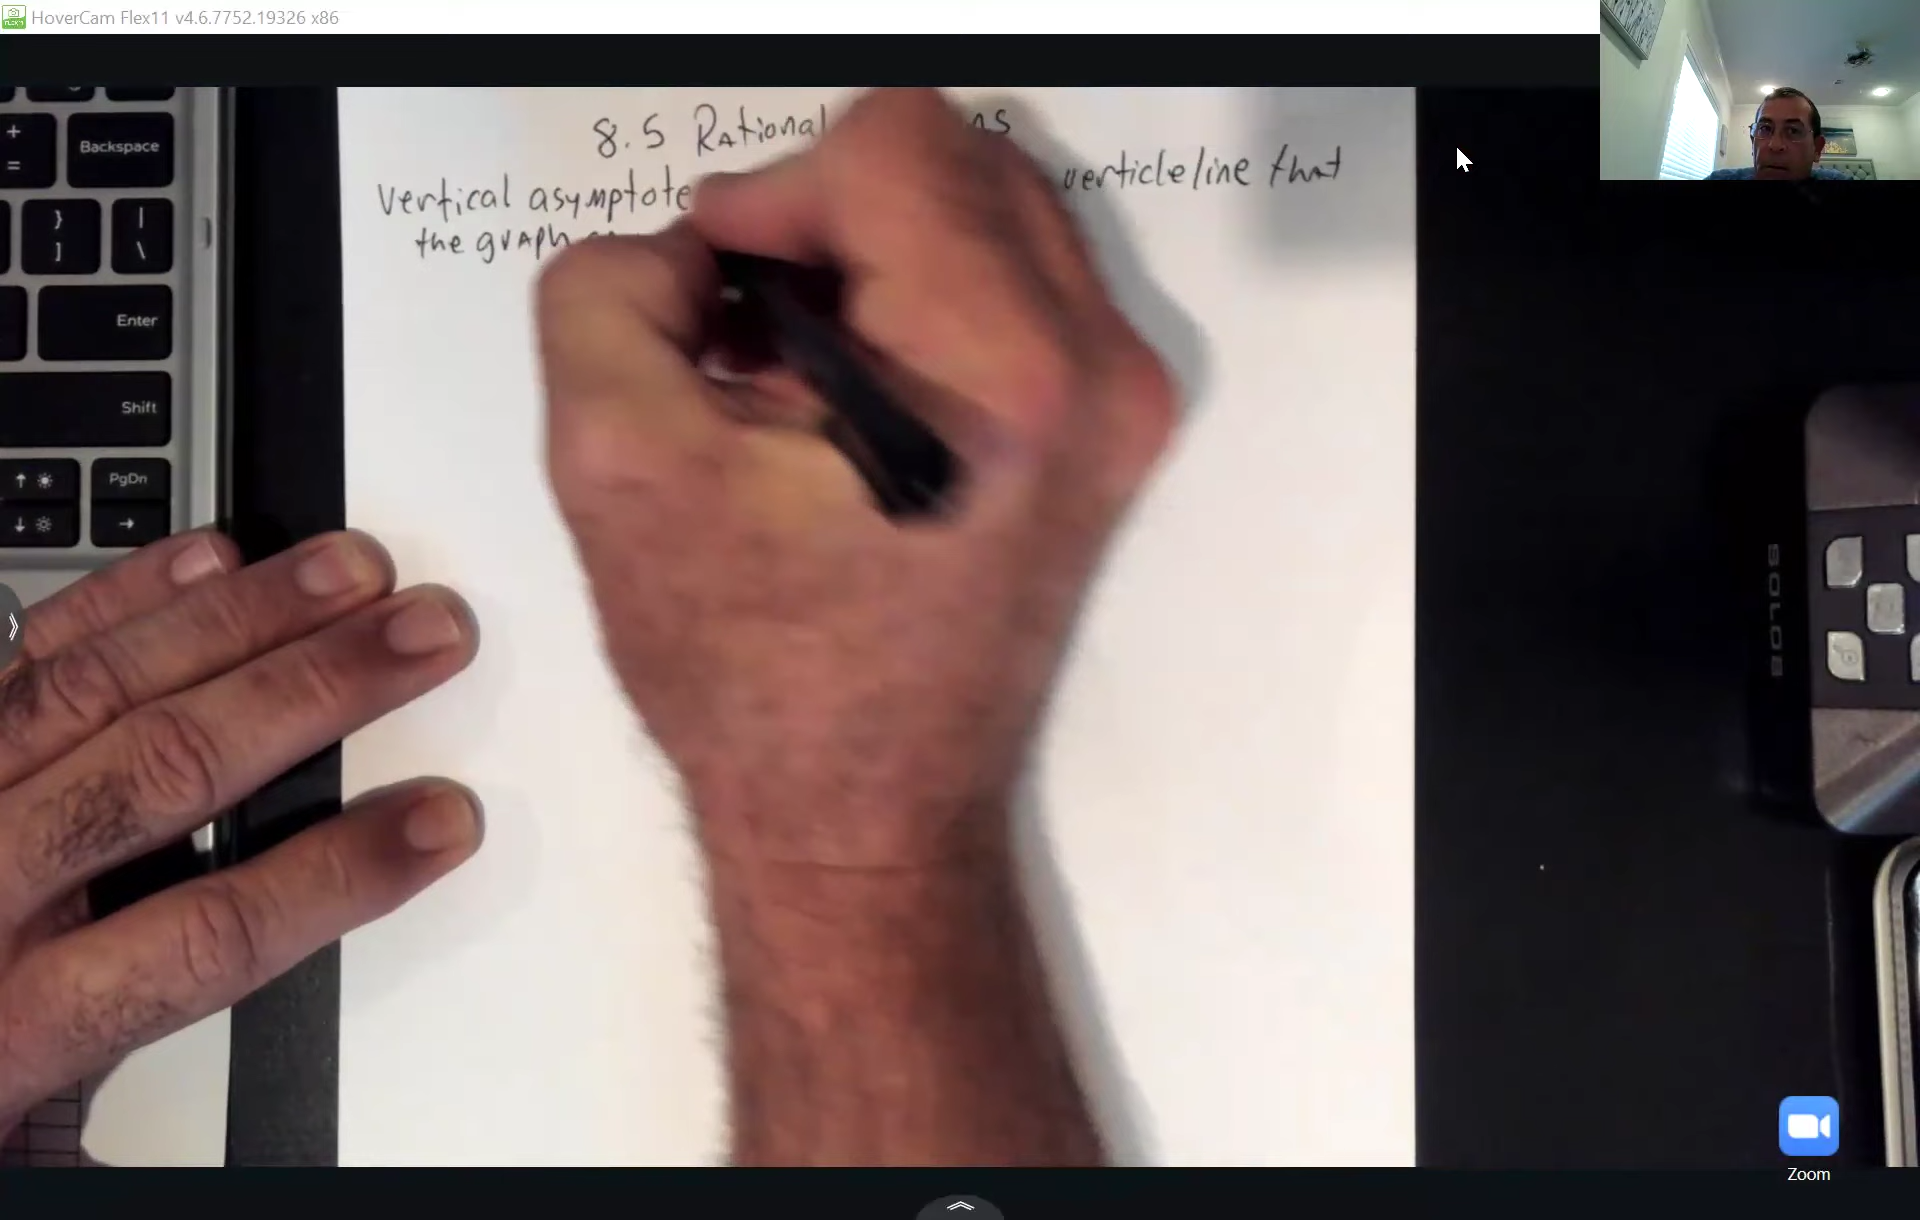 HoverCam Flex11 v4.6.7752.19326 x86
8.5 Rational
vertical asymptote verticle line that
the graph
+
=
Backspace
}
]
|
\
Enter
Shift
PgDn
SOLOB
Zoom